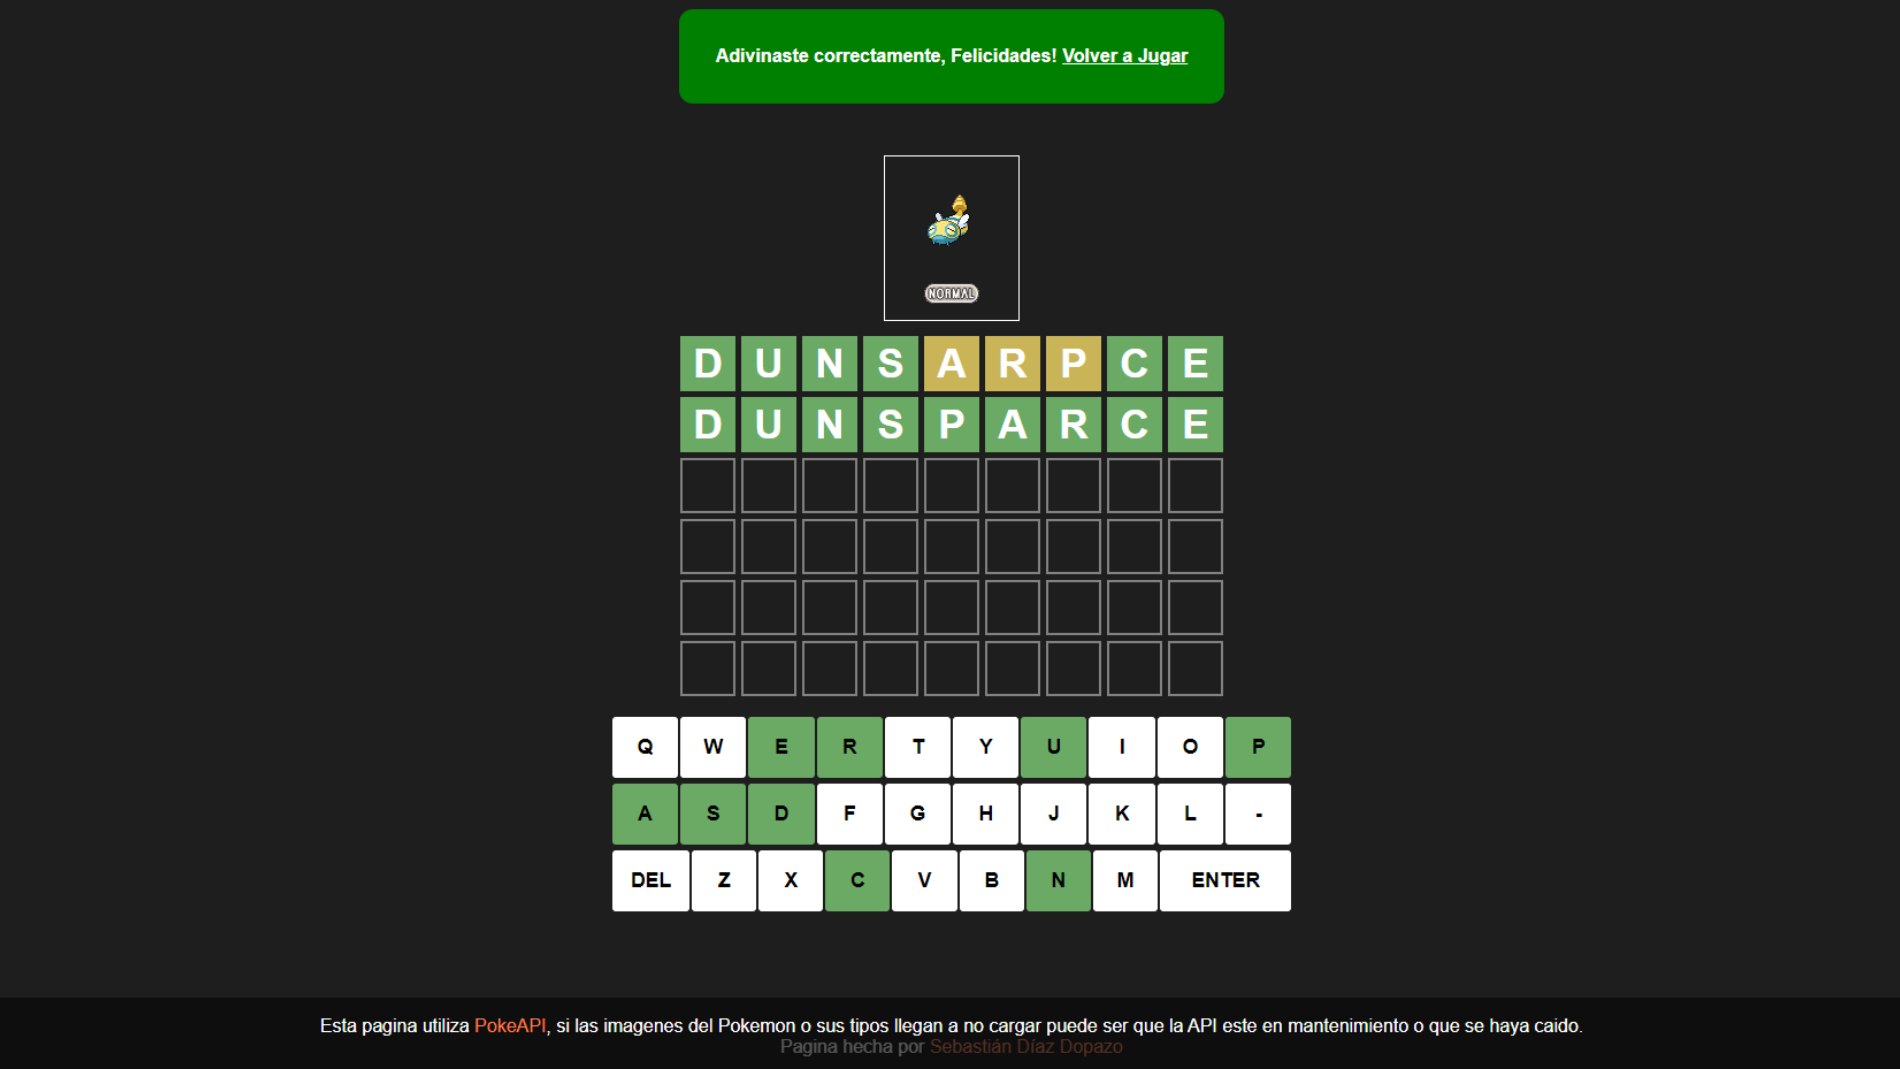 Adivinaste correctamente, Felicidades! Volver a Jugar
NORMAL
D U N S A R P C E
D U N S P A R C E
Q W E R T Y U I O P
A S D F G H J K L -
DEL Z X C V B N M ENTER
Esta pagina utiliza PokeAPI, si las imagenes del Pokemon o sus tipos llegan a no cargar puede ser que la API este en mantenimiento o que se haya caido.
Pagina hecha por Sebastián Díaz Dopazo